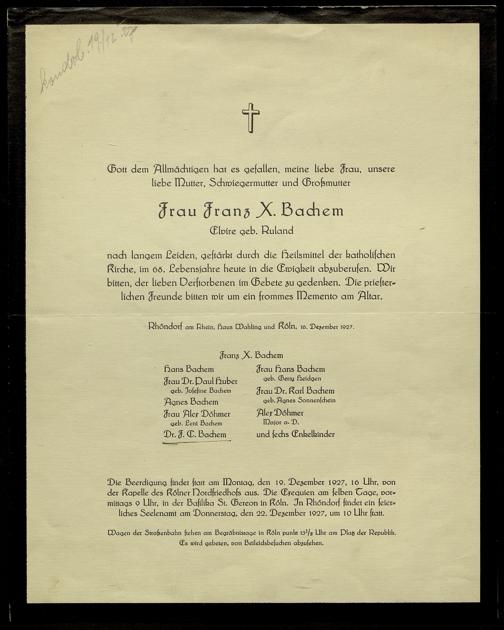 kondol. 19/12. 27
Gott dem Allmächtigen hat es gefallen, meine liebe Frau, unsere
liebe Mutter, Schwiegermutter und Großmutter
Frau Franz X. Bachem
Elvire geb. Ruland
nach langem Leiden, gestärkt durch die Heilsmittel der katholischen
Kirche, im 68. Lebensjahre heute in die Ewigkeit abzuberufen. Wir
bitten, der lieben Verstorbenen im Gebete zu gedenken. Die priester-
lichen Freunde bitten wir um ein frommes Memento am Altar.
Rhöndorf am Rhein, Haus Mahling und Köln, 16. Dezember 1927.
Franz X. Bachem
Hans Bachem
Frau Dr. Paul Huber
geb. Josefine Bachem
Agnes Bachem
Frau Alex Döhmer
geb. Leni Bachem
Dr. J. C. Bachem
Frau Hans Bachem
geb. Geny Heidgen
Frau Dr. Karl Bachem
geb. Agnes Sonnenschein
Alex Döhmer
Major a. D.
und sechs Enkelkinder
Die Beerdigung findet statt am Montag, den 19. Dezember 1927, 16 Uhr, von
der Kapelle des Kölner Nordfriedhofs aus. Die Exequien am selben Tage, vor-
mittags 9 Uhr, in der Basilika St. Gereon in Köln. In Rhöndorf findet ein feier-
liches Seelenamt am Donnerstag, den 22. Dezember 1927, um 10 Uhr statt.
Wagen der Straßenbahn stehen am Begräbnistage in Köln punkt Uhr am Platz der Republik.
Es wird gebeten, von Beileidsbesuchen abzusehen.